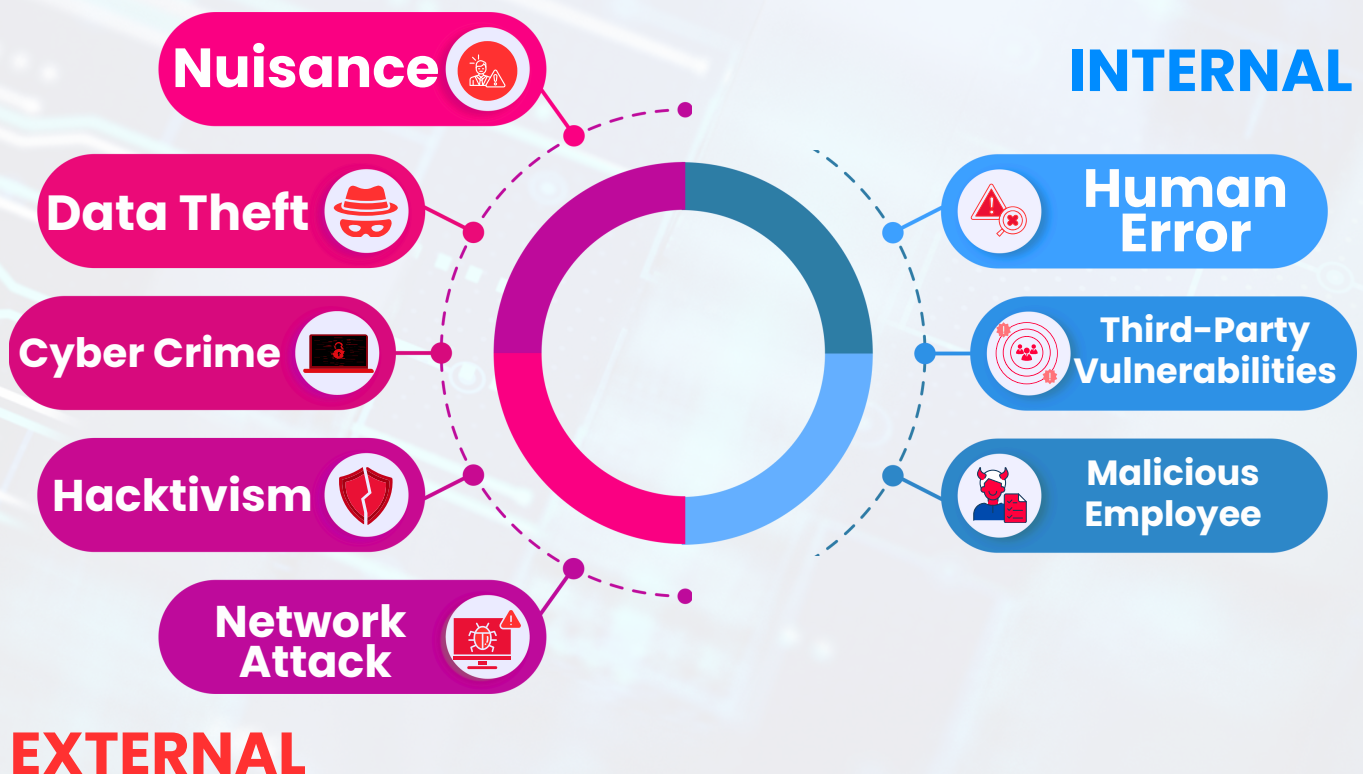 Nuisance
INTERNAL
Data Theft
Human
Error
Cyber Crime
Third-Party
Vulnerabilities
Hacktivism
Malicious
Employee
Network
Attack
EXTERNAL